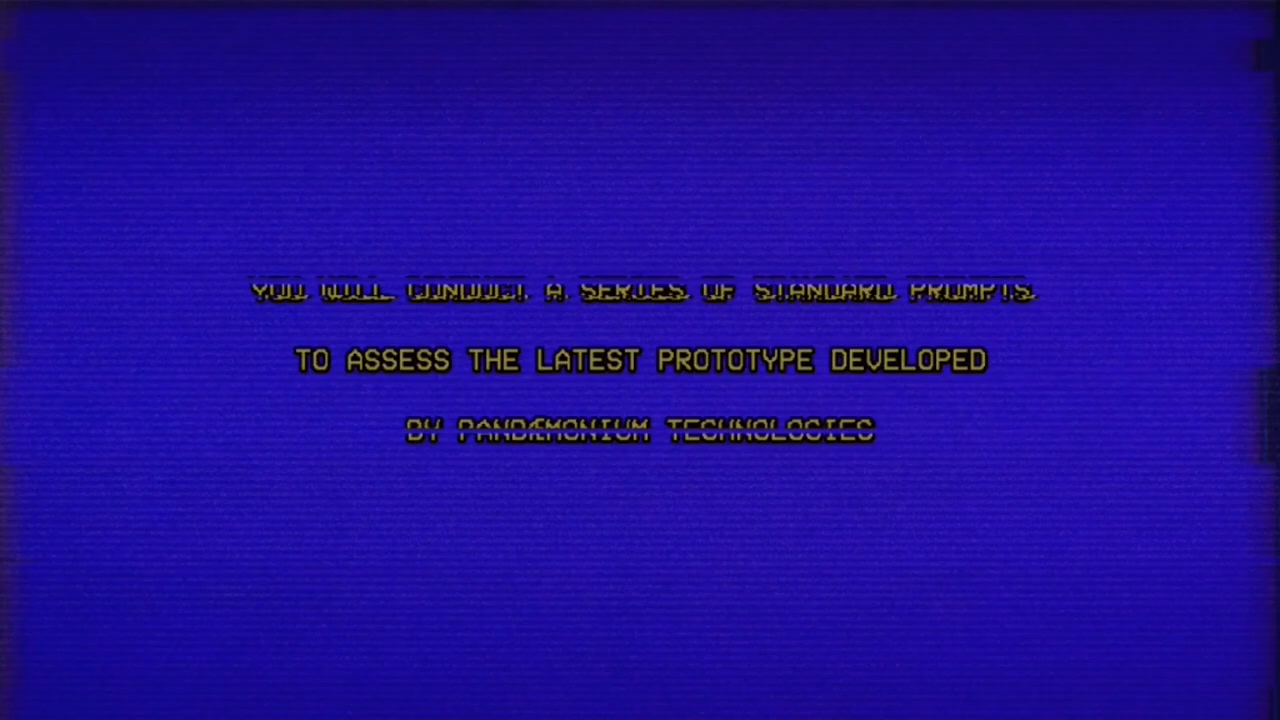 YOU WILL CONDUCT A SERIES OF STANDARD PROMPTS
TO ASSESS THE LATEST PROTOTYPE DEVELOPED
BY PANDÆMONIUM TECHNOLOGIES